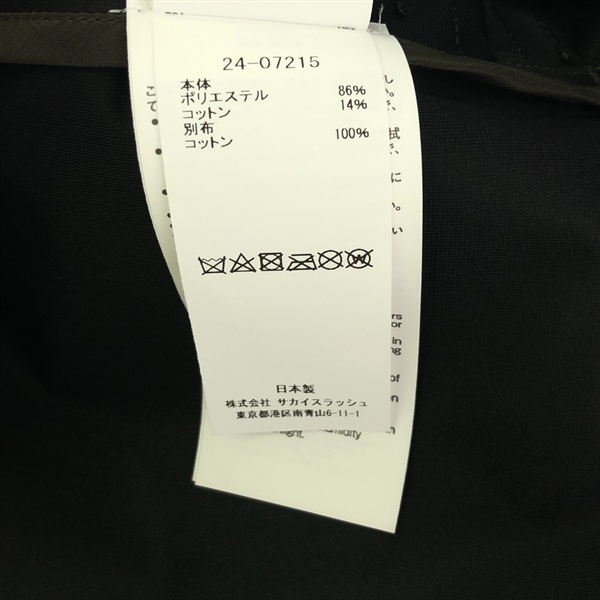 24-07215
本体
ポリエステル 86%
コットン 14%
別布
コットン 100%
日本製
株式会社 サカイスラッシュ
東京都港区南青山6-11-1